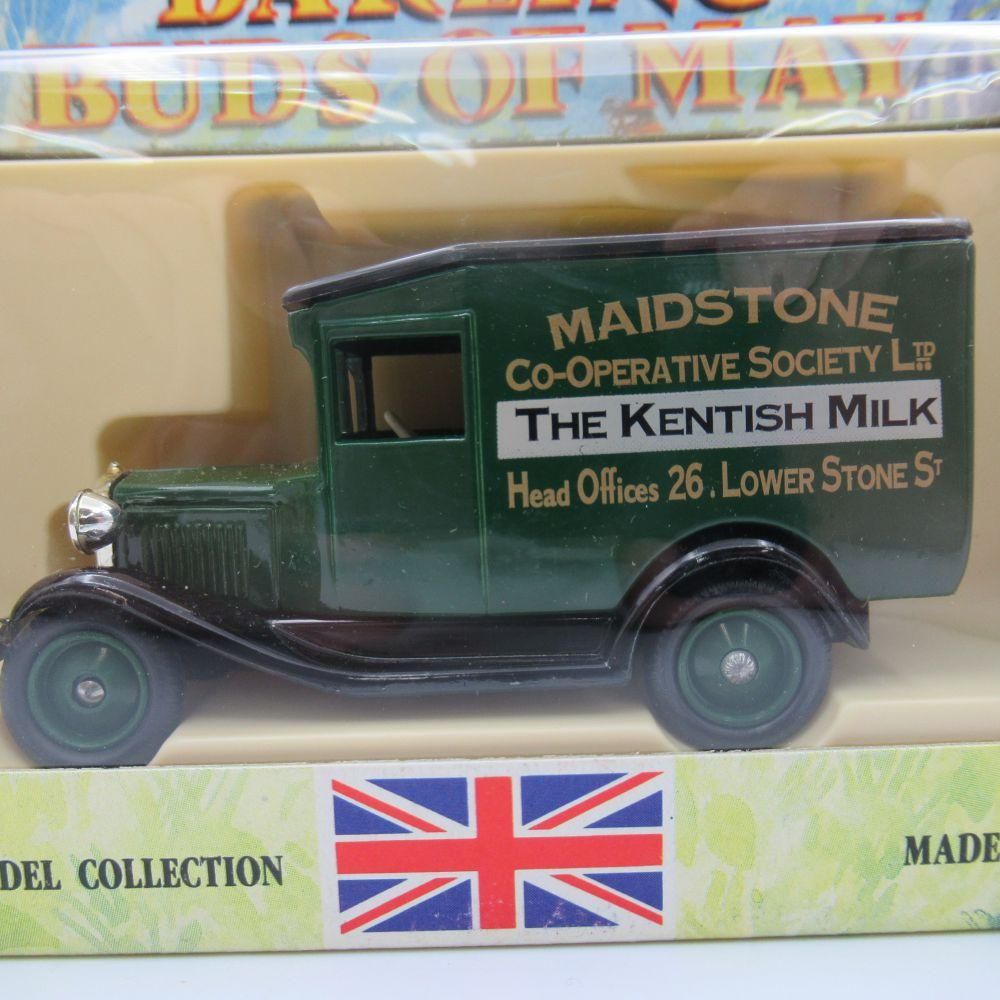 DARLING
BUDS OF MAY
MAIDSTONE
CO-OPERATIVE SOCIETY LTD
THE KENTISH MILK
Head Offices 26. LOWER STONE ST
DEL COLLECTION
MADE